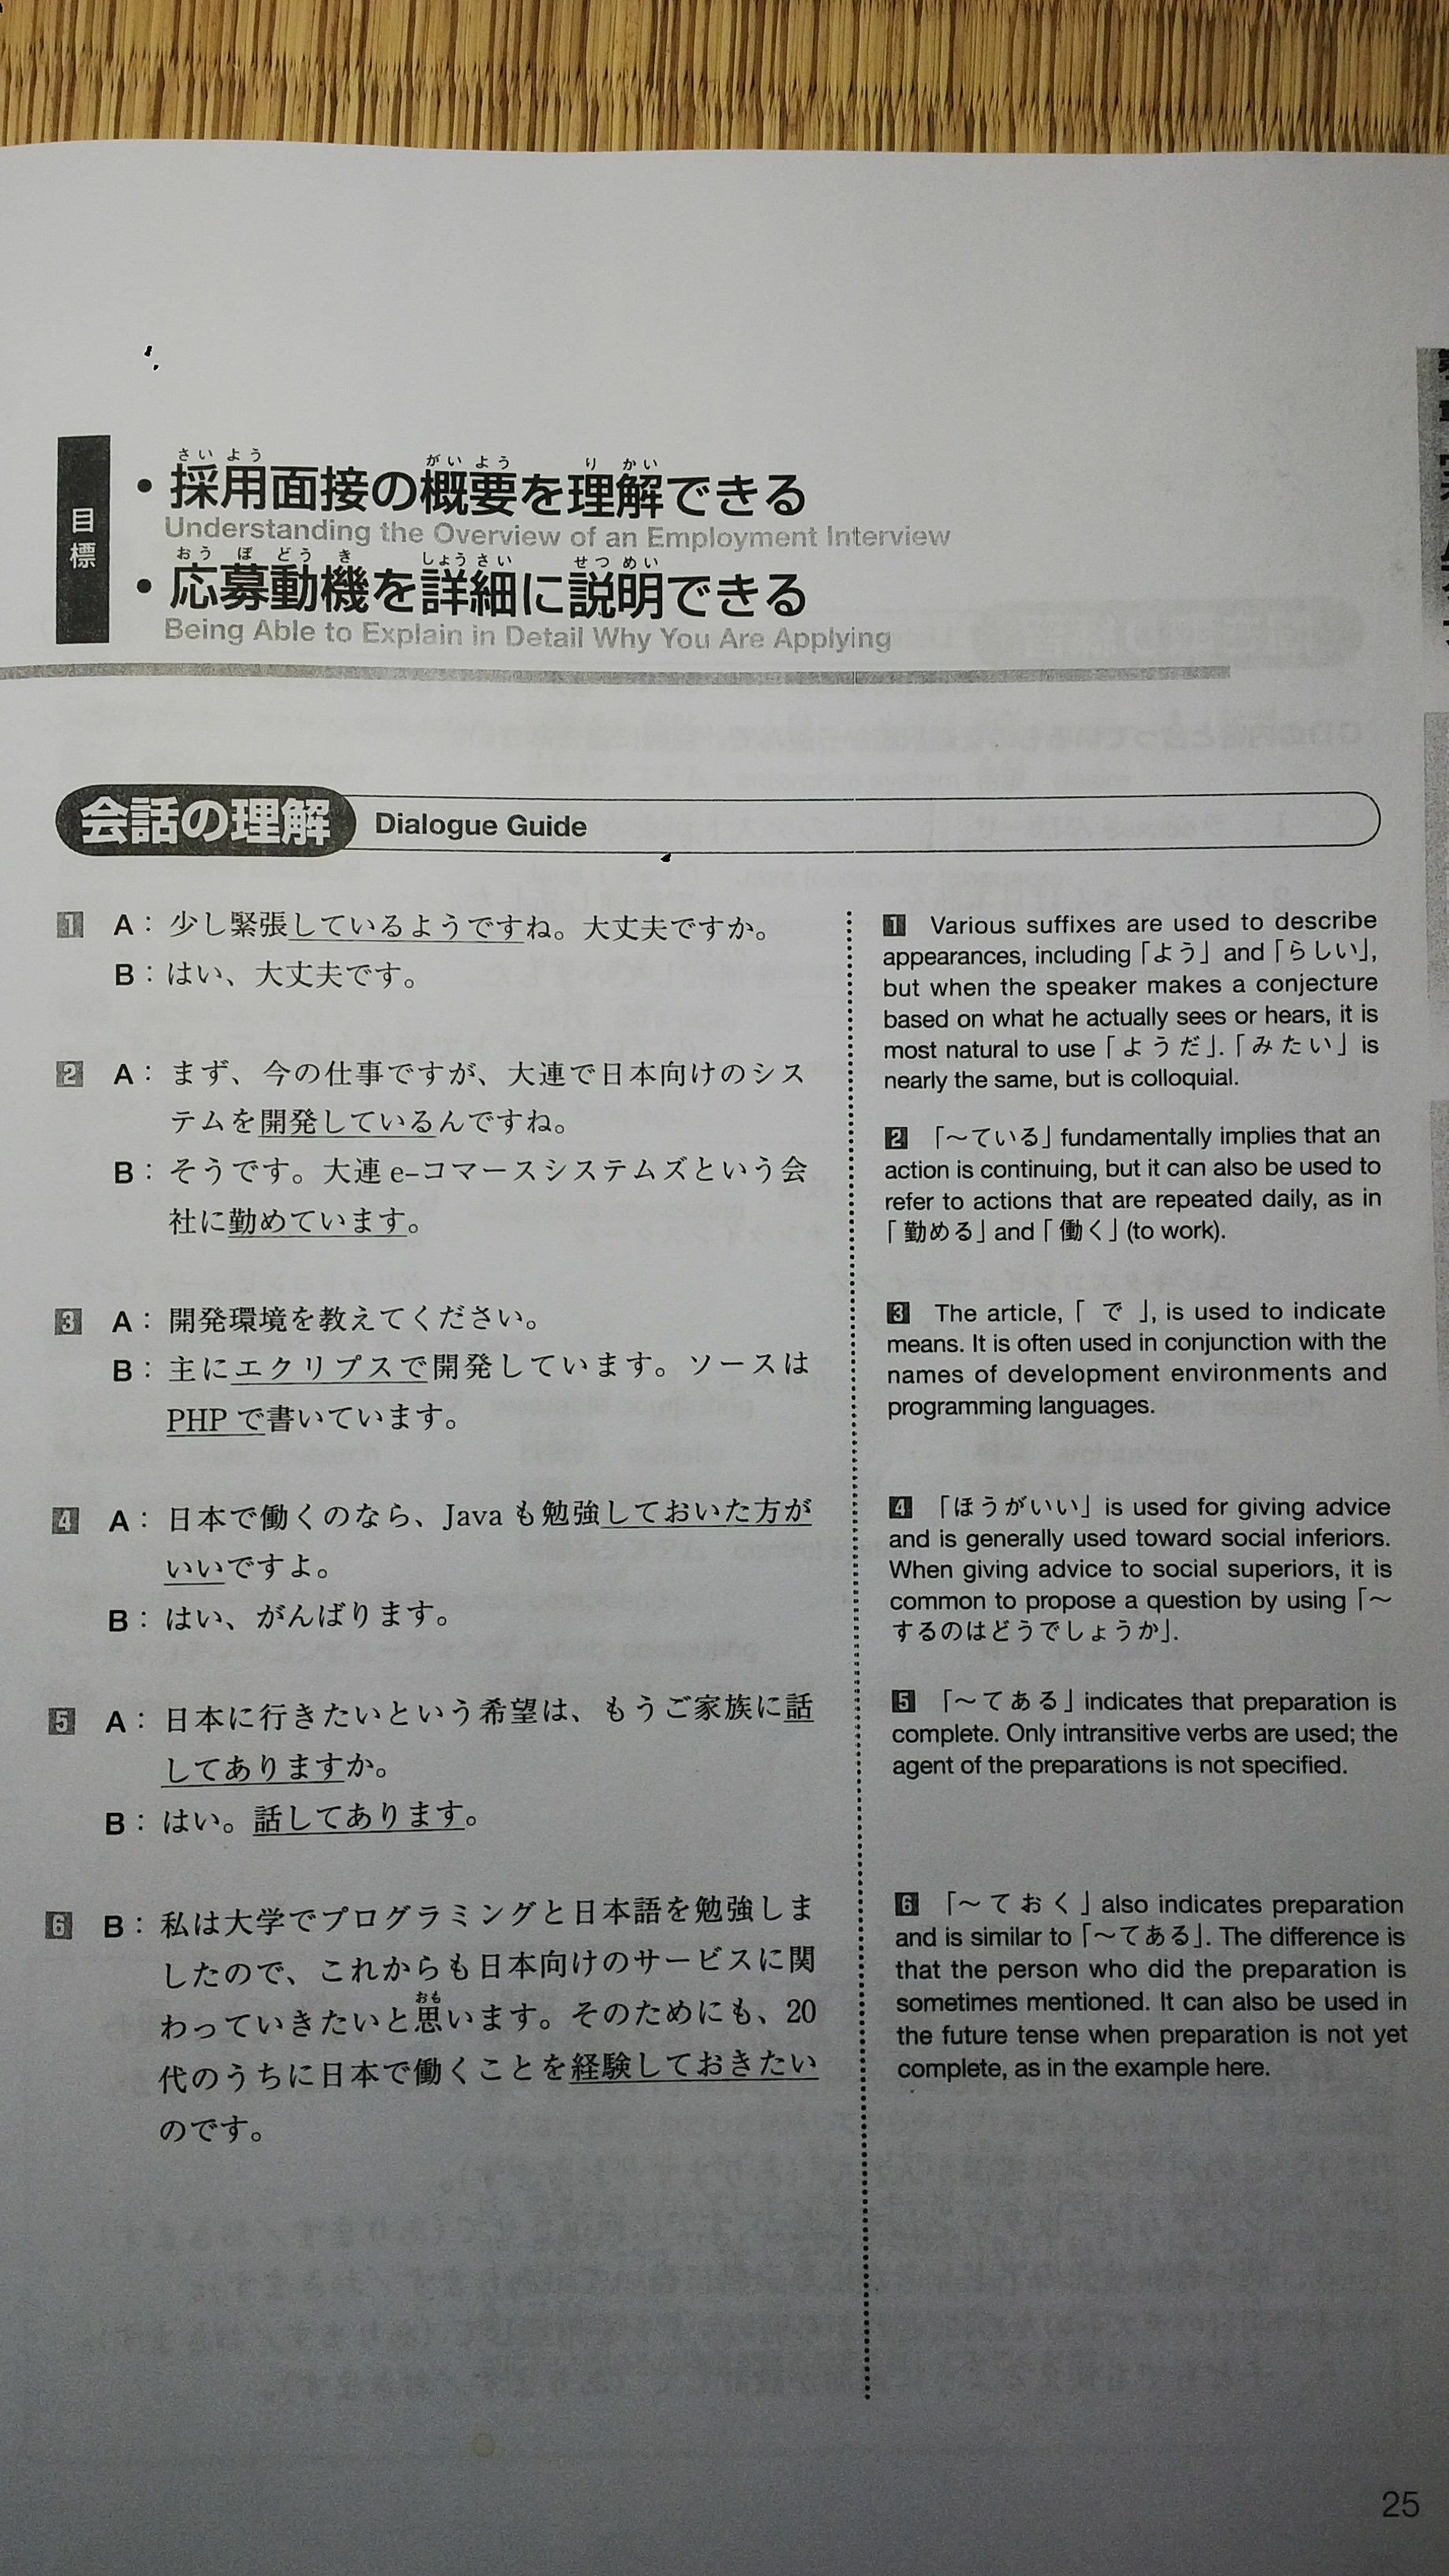 目標
・採用面接の概要を理解できる
Understanding the Overview of an Employment Interview
・応募動機を詳細に説明できる
Being Able to Explain in Detail Why You Are Applying
会話の理解 Dialogue Guide
1 A：少し緊張しているようですね。大丈夫ですか。
B：はい、大丈夫です。
2 A：まず、今の仕事ですが、大連で日本向けのシス
テムを開発しているんですね。
B：そうです。大連 e-コマースシステムズという会
社に勤めています。
3 A：開発環境を教えてください。
B：主にエクリプスで開発しています。ソースは
PHP で書いています。
4 A：日本で働くのなら、Java も勉強しておいた方が
いいですよ。
B：はい、がんばります。
5 A：日本に行きたいという希望は、もうご家族に話
してありますか。
B：はい。話してあります。
6 B：私は大学でプログラミングと日本語を勉強しま
したので、これからも日本向けのサービスに関
わっていきたいと思います。そのためにも、20
代のうちに日本で働くことを経験しておきたい
のです。
1 Various suffixes are used to describe
appearances, including「よう」and「らしい」,
but when the speaker makes a conjecture
based on what he actually sees or hears, it is
most natural to use「ようだ」.「みたい」is
nearly the same, but is colloquial.
2 「～ている」fundamentally implies that an
action is continuing, but it can also be used to
refer to actions that are repeated daily, as in
「勤める」and「働く」(to work).
3 The article,「で」, is used to indicate
means. It is often used in conjunction with the
names of development environments and
programming languages.
4 「ほうがいい」is used for giving advice
and is generally used toward social inferiors.
When giving advice to social superiors, it is
common to propose a question by using「～
するのはどうでしょうか」.
5 「～てある」indicates that preparation is
complete. Only intransitive verbs are used; the
agent of the preparations is not specified.
6 「～ておく」also indicates preparation
and is similar to「～てある」. The difference is
that the person who did the preparation is
sometimes mentioned. It can also be used in
the future tense when preparation is not yet
complete, as in the example here.
25